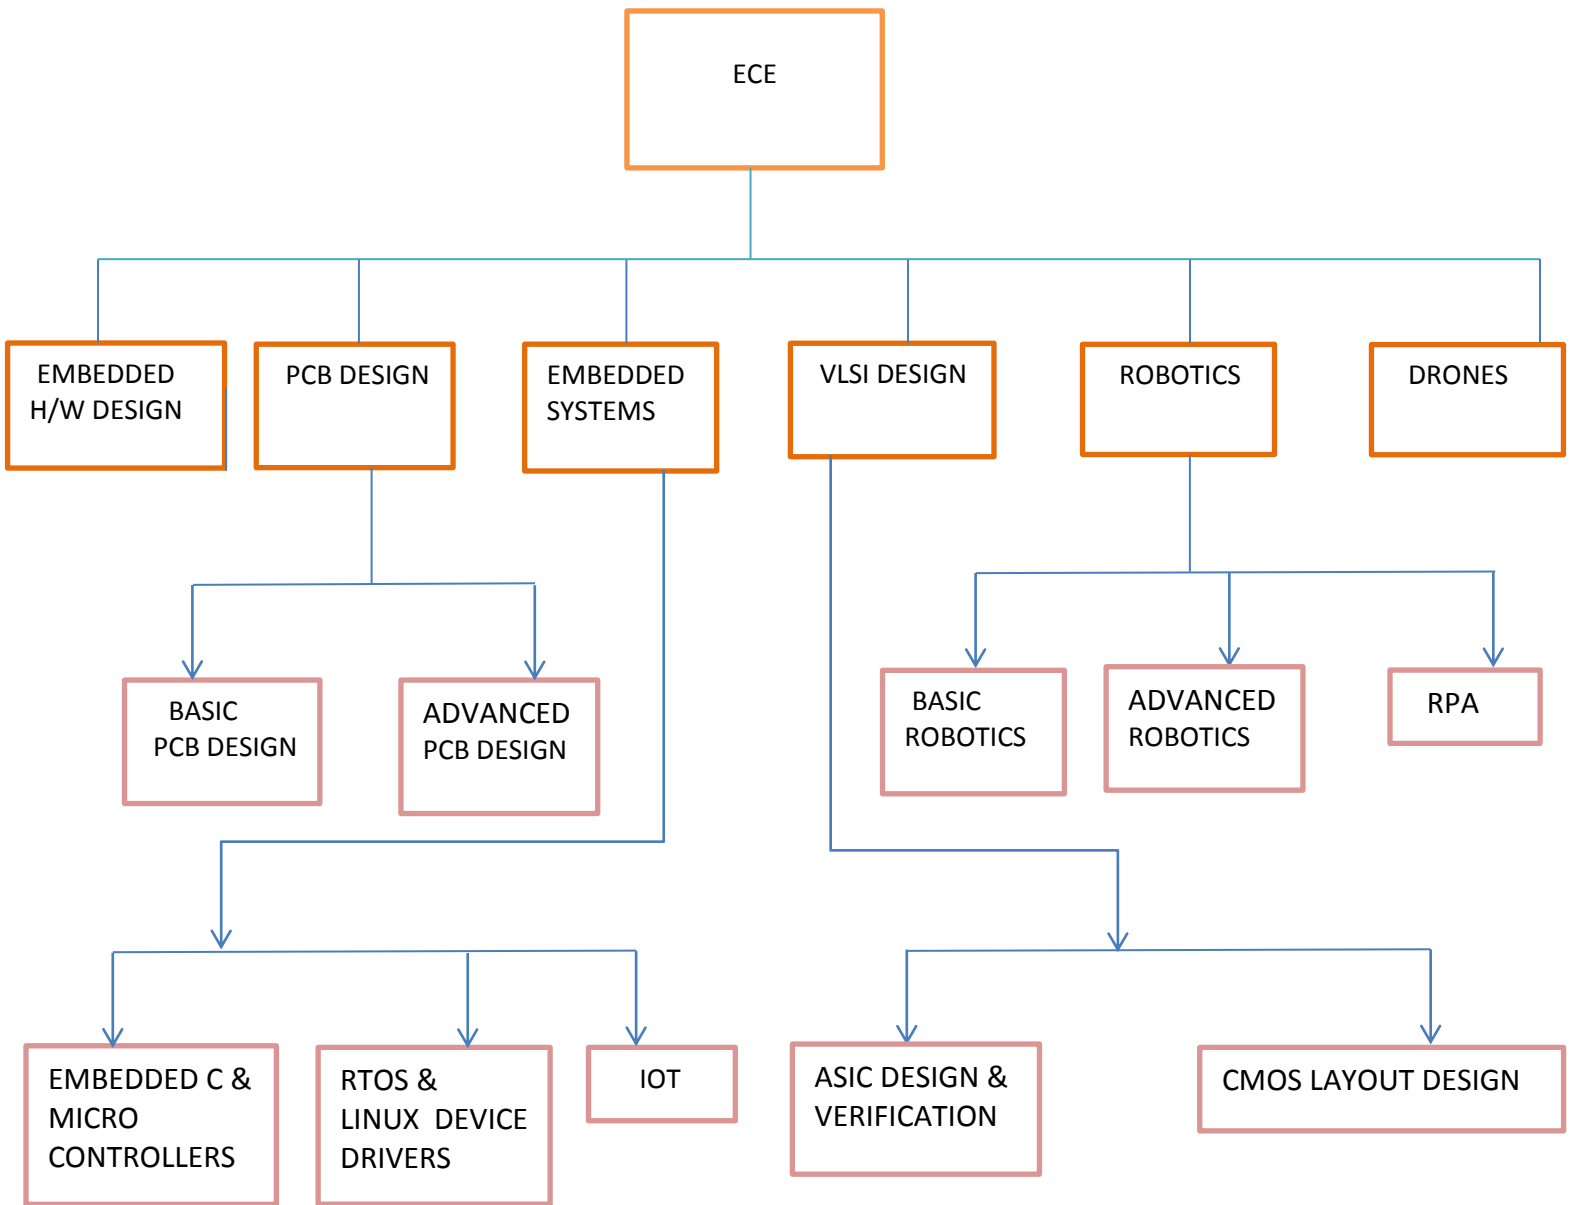 ECE
EMBEDDED
H/W DESIGN
PCB DESIGN
EMBEDDED
SYSTEMS
VLSI DESIGN
ROBOTICS
DRONES
BASIC
PCB DESIGN
ADVANCED
PCB DESIGN
BASIC
ROBOTICS
ADVANCED
ROBOTICS
RPA
EMBEDDED C &
MICRO
CONTROLLERS
RTOS &
LINUX DEVICE
DRIVERS
IOT
ASIC DESIGN &
VERIFICATION
CMOS LAYOUT DESIGN